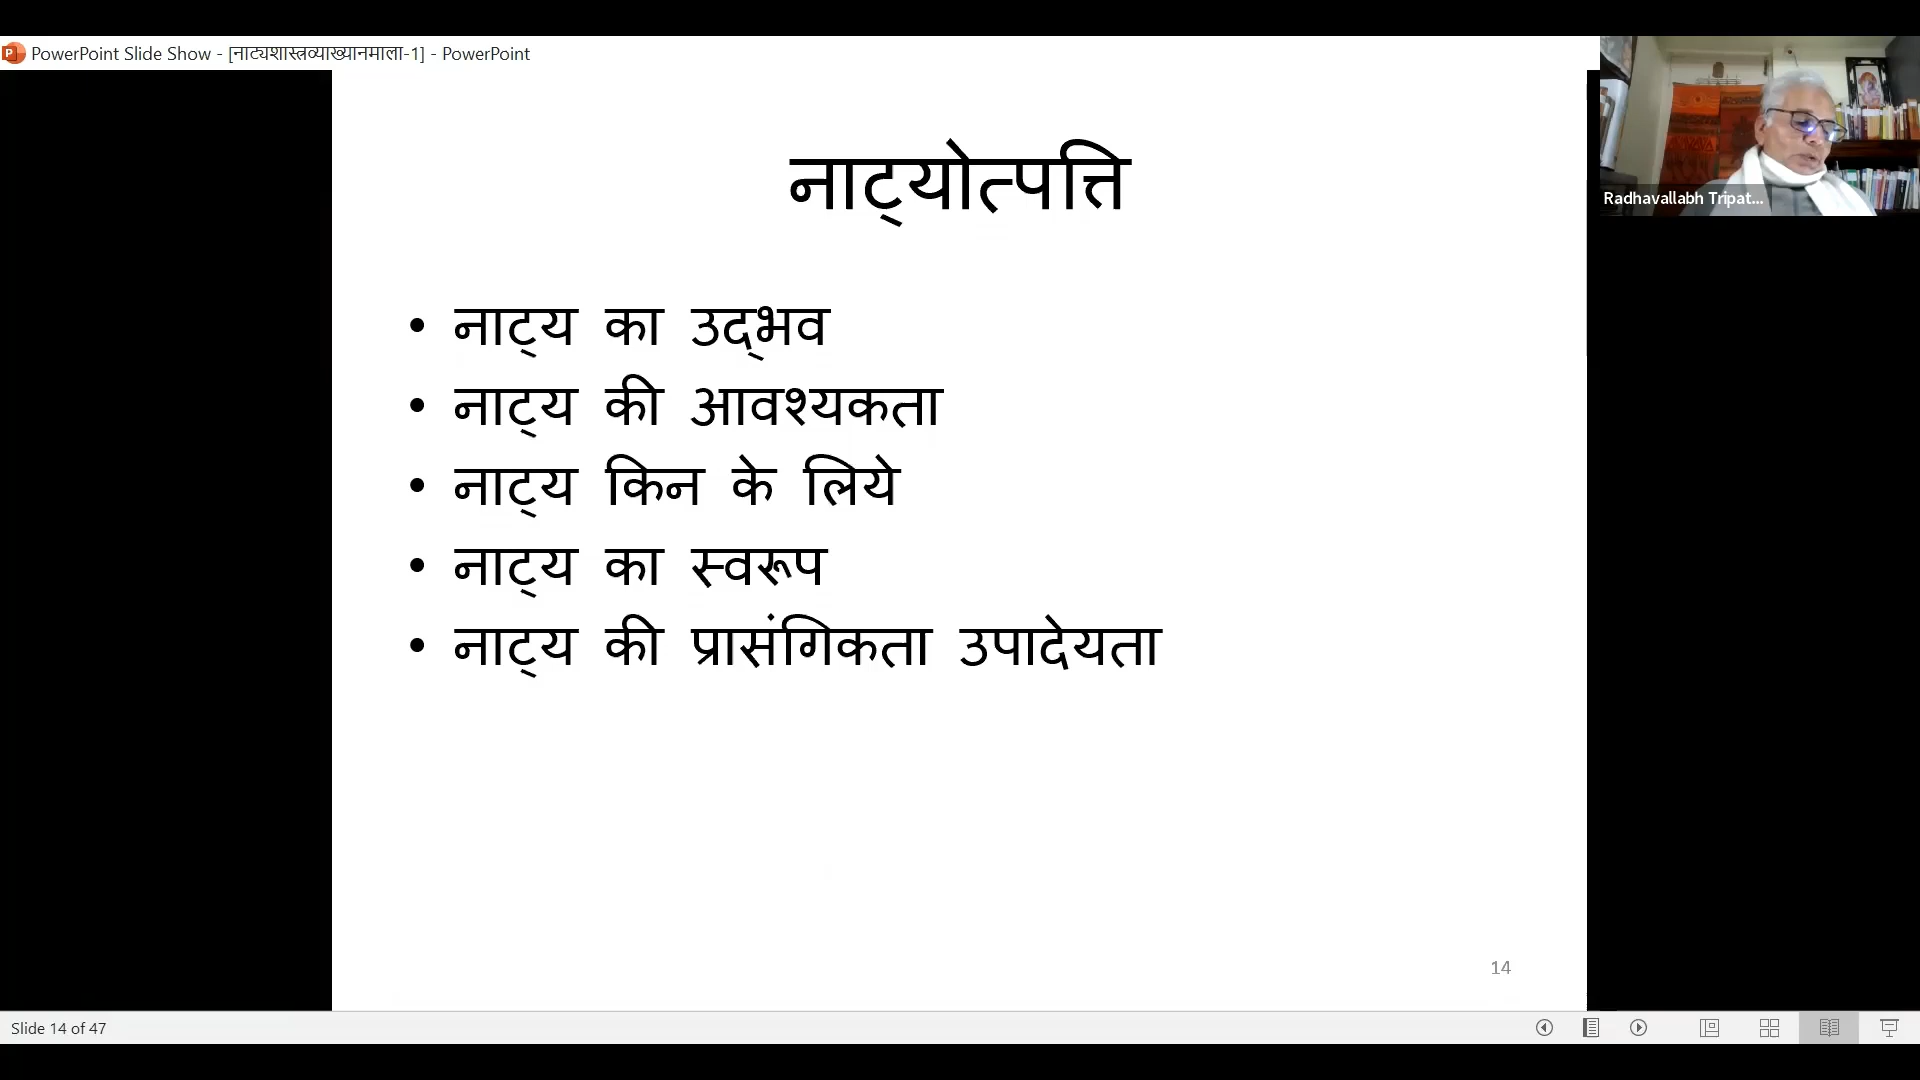 PowerPoint Slide Show - [नाट्यशास्त्रव्याख्यानमाला-1] - PowerPoint
Radhavallabh Tripat...
नाट्योत्पत्ति
• नाट्य का उद्भव
• नाट्य की आवश्यकता
• नाट्य किन के लिये
• नाट्य का स्वरूप
• नाट्य की प्रासंगिकता उपादेयता
14
Slide 14 of 47